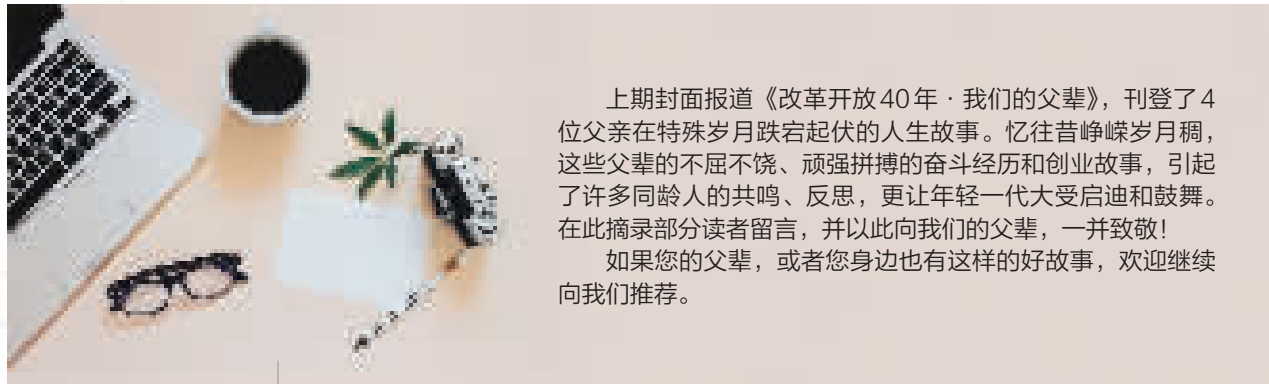 上期封面报道《改革开放40年·我们的父辈》，刊登了4
位父亲在特殊岁月跌宕起伏的人生故事。忆往昔峥嵘岁月稠，
这些父辈的不屈不饶、顽强拼搏的奋斗经历和创业故事，引起
了许多同龄人的共鸣、反思，更让年轻一代大受启迪和鼓舞。
在此摘录部分读者留言，并以此向我们的父辈，一并致敬！
如果您的父辈，或者您身边也有这样的好故事，欢迎继续
向我们推荐。